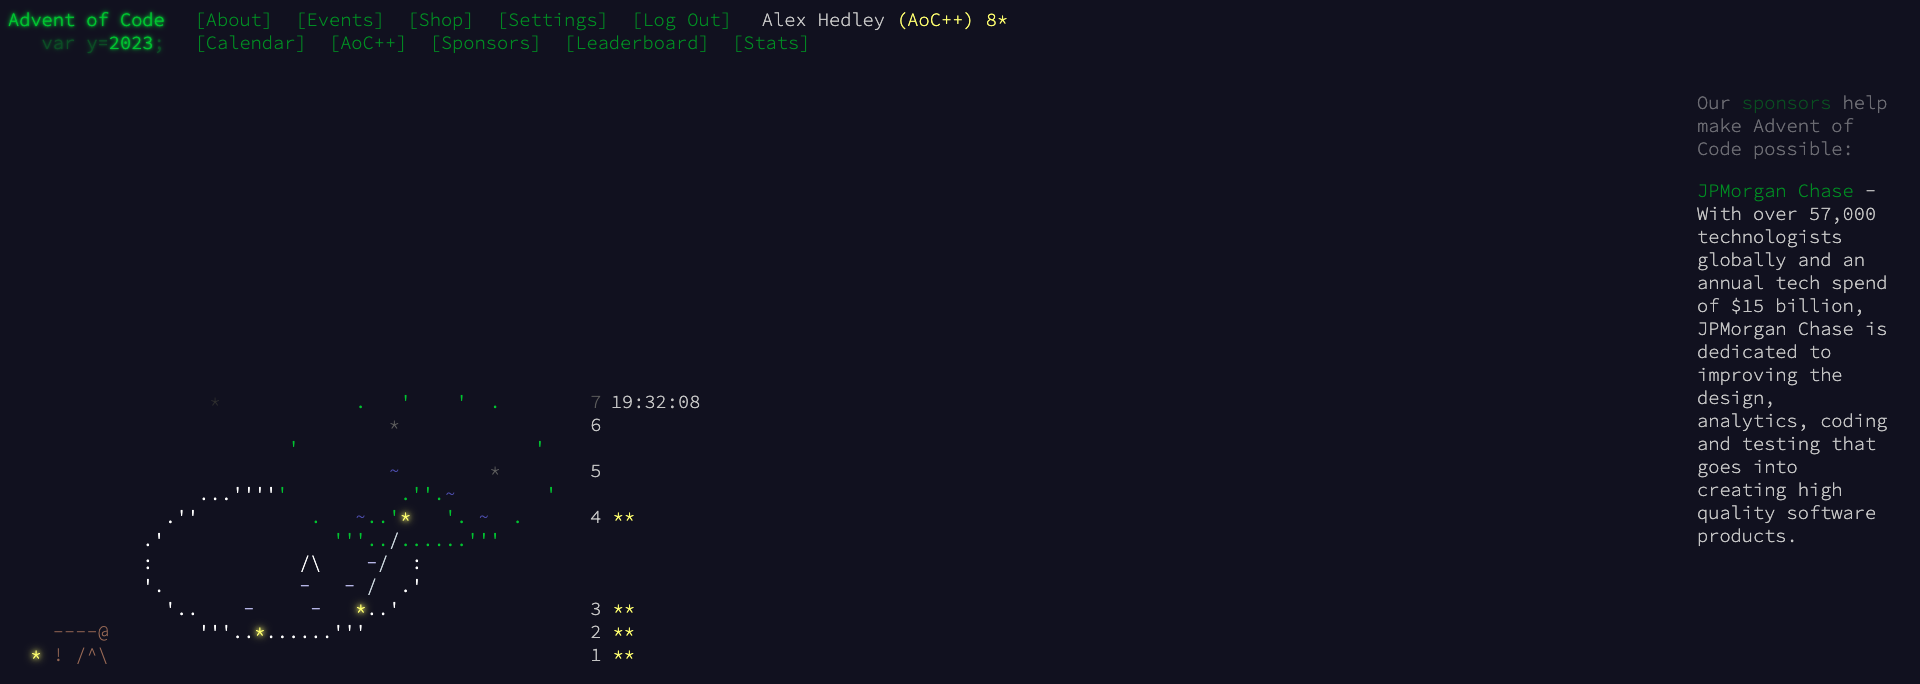 Advent of Code [About] [Events] [Shop] [Settings] [Log Out] Alex Hedley (AoC++) 8*
var y=2023; [Calendar] [AoC++] [Sponsors] [Leaderboard] [Stats]
Our sponsors help
make Advent of
Code possible:
JPMorgan Chase -
With over 57,000
technologists
globally and an
annual tech spend
of $15 billion,
JPMorgan Chase is
dedicated to
improving the
design,
analytics, coding
and testing that
goes into
creating high
quality software
products.
7 19:32:08
6
5
4 **
3 **
2 **
1 **